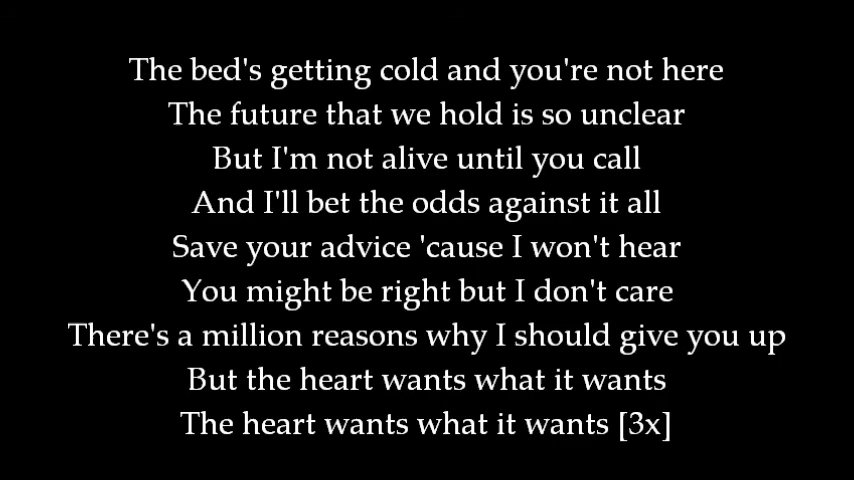 The bed's getting cold and you're not here
The future that we hold is so unclear
But I'm not alive until you call
And I'll bet the odds against it all
Save your advice 'cause I won't hear
You might be right but I don't care
There's a million reasons why I should give you up
But the heart wants what it wants
The heart wants what it wants [3x]